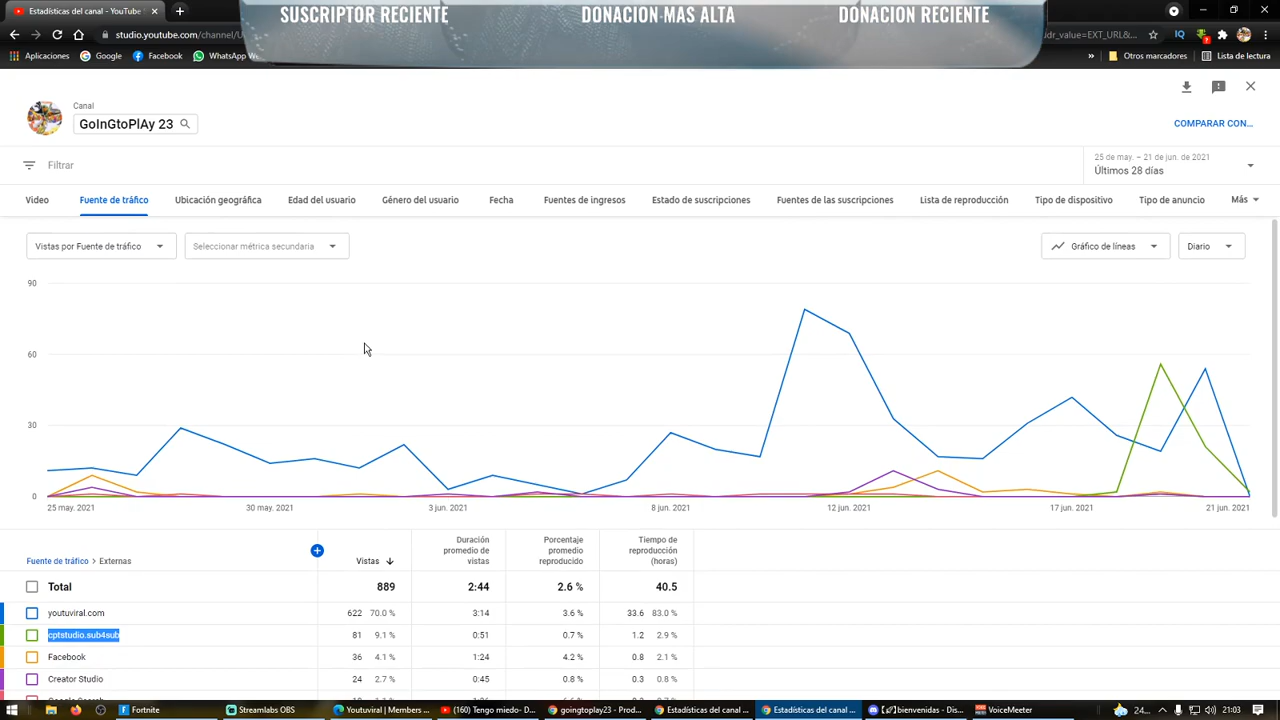 Estadísticas del canal - YouTube
SUSCRIPTOR RECIENTE
DONACION MAS ALTA
DONACION RECIENTE
studio.youtube.com/channel/U
dr_value=EXT_URL&...
Aplicaciones
Google
Facebook
WhatsApp We
»
Otros marcadores
Lista de lectura
Canal
GoInGtoPlAy 23
COMPARAR CON...
Filtrar
25 de may. – 21 de jun. de 2021
Últimos 28 días
Video
Fuente de tráfico
Ubicación geográfica
Edad del usuario
Género del usuario
Fecha
Fuentes de ingresos
Estado de suscripciones
Fuentes de las suscripciones
Lista de reproducción
Tipo de dispositivo
Tipo de anuncio
Más
Vistas por Fuente de tráfico
Seleccionar métrica secundaria
Gráfico de líneas
Diario
90
60
30
0
25 may. 2021
30 may. 2021
3 jun. 2021
8 jun. 2021
12 jun. 2021
17 jun. 2021
21 jun. 2021
Fuente de tráfico > Externas
Vistas
Duración promedio de vistas
Porcentaje promedio reproducido
Tiempo de reproducción (horas)
Total 889 2:44 2.6 % 40.5
youtuviral.com 622 70.0 % 3:14 3.6 % 33.6 83.0 %
cptstudio.sub4sub 81 9.1 % 0:51 0.7 % 1.2 2.9 %
Facebook 36 4.1 % 1:24 4.2 % 0.8 2.1 %
Creator Studio 24 2.7 % 0:45 0.8 % 0.3 0.8 %
Fortnite
Streamlabs OBS
Youtuviral | Members ...
(160) Tengo miedo- D...
goingtoplay23 - Prod...
Estadísticas del canal ...
Estadísticas del canal ...
bienvenidas - Dis...
VoiceMeeter
24...
21:03